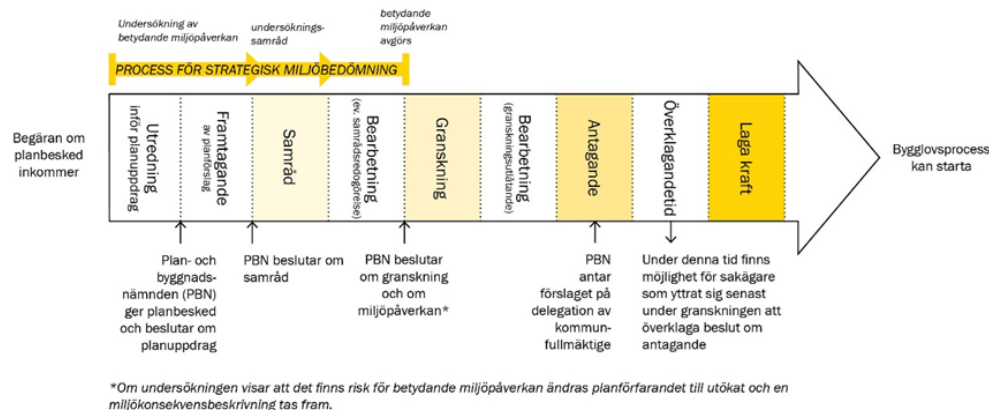 Undersökning av
betydande miljöpåverkan
undersöknings-
samråd
betydande
miljöpåverkan
avgörs
PROCESS FÖR STRATEGISK MILJÖBEDÖMNING
Begäran om
planbesked
inkommer
Utredning
inför planuppdrag
Framtagande
av planförslag
Samråd
Bearbetning
(ev. samrådsredogörelse)
Granskning
Bearbetning
(granskningsutlåtande)
Antagande
Överklagandetid
Laga kraft
Bygglovsprocess
kan starta
Plan- och
byggnads-
nämnden (PBN)
ger planbesked
och beslutar om
planuppdrag
PBN beslutar om
samråd
PBN beslutar
om granskning
och om
miljöpåverkan*
PBN
antar
förslaget på
delegation av
kommun-
fullmäktige
Under denna tid finns
möjlighet för sakägare
som yttrat sig senast
under granskningen att
överklaga beslut om
antagande
*Om undersökningen visar att det finns risk för betydande miljöpåverkan ändras planförfarandet till utökat och en
miljökonsekvensbeskrivning tas fram.